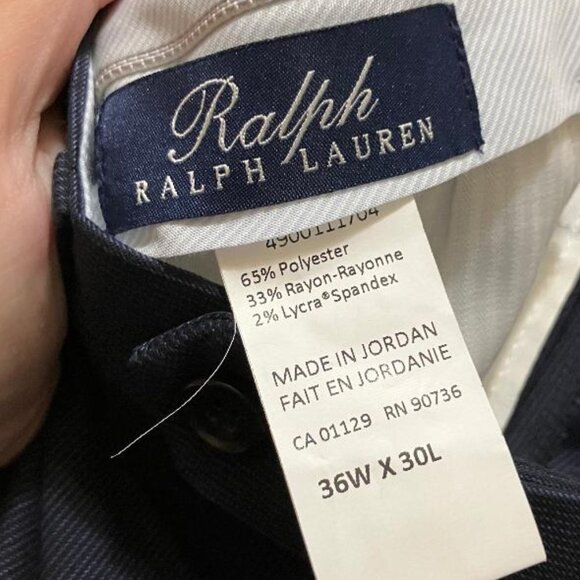 Ralph
RALPH LAUREN
4900111704
65% Polyester
33% Rayon-Rayonne
2% Lycra®Spandex
MADE IN JORDAN
FAIT EN JORDANIE
CA 01129 RN 90736
36W X 30L